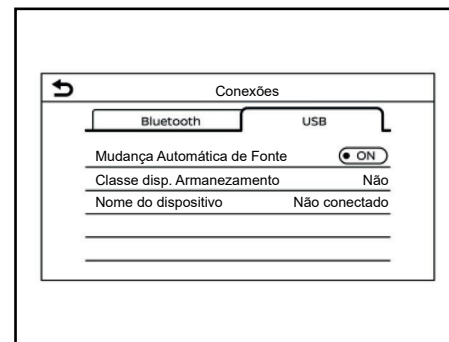 Conexões
Bluetooth USB
Mudança Automática de Fonte ON
Classe disp. Armanezamento Não
Nome do dispositivo Não conectado